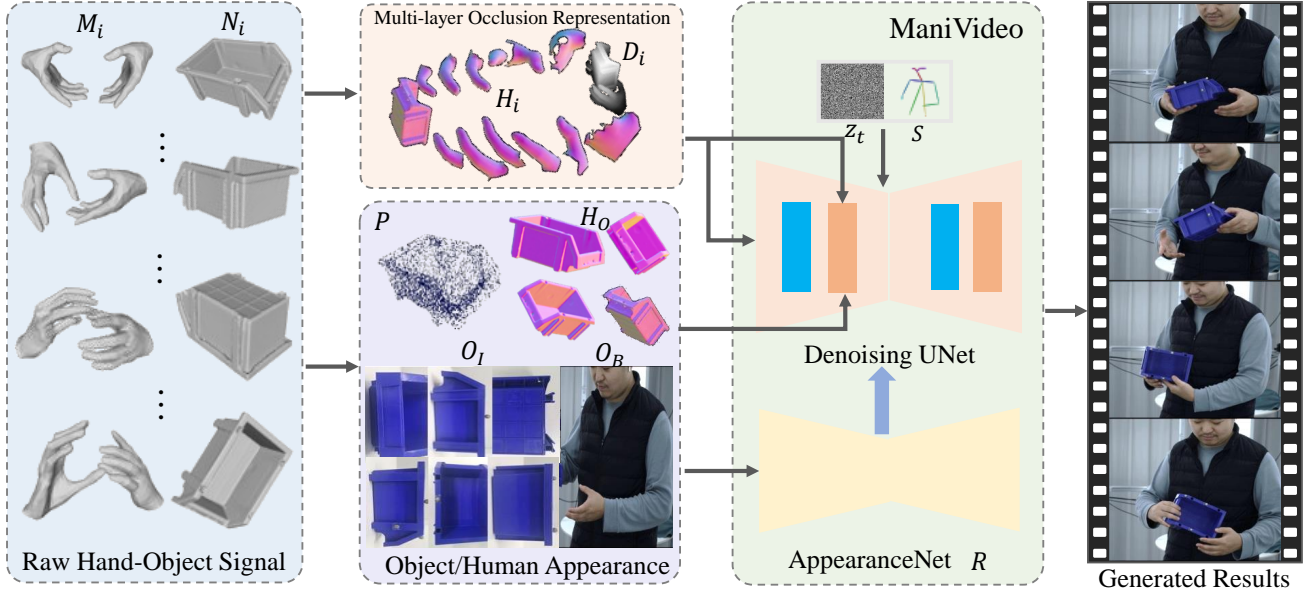 M_i N_i
Raw Hand-Object Signal
Multi-layer Occlusion Representation
D_i
H_i
P H_O
O_I O_B
Object/Human Appearance
ManiVideo
z_t S
Denoising UNet
AppearanceNet R
Generated Results